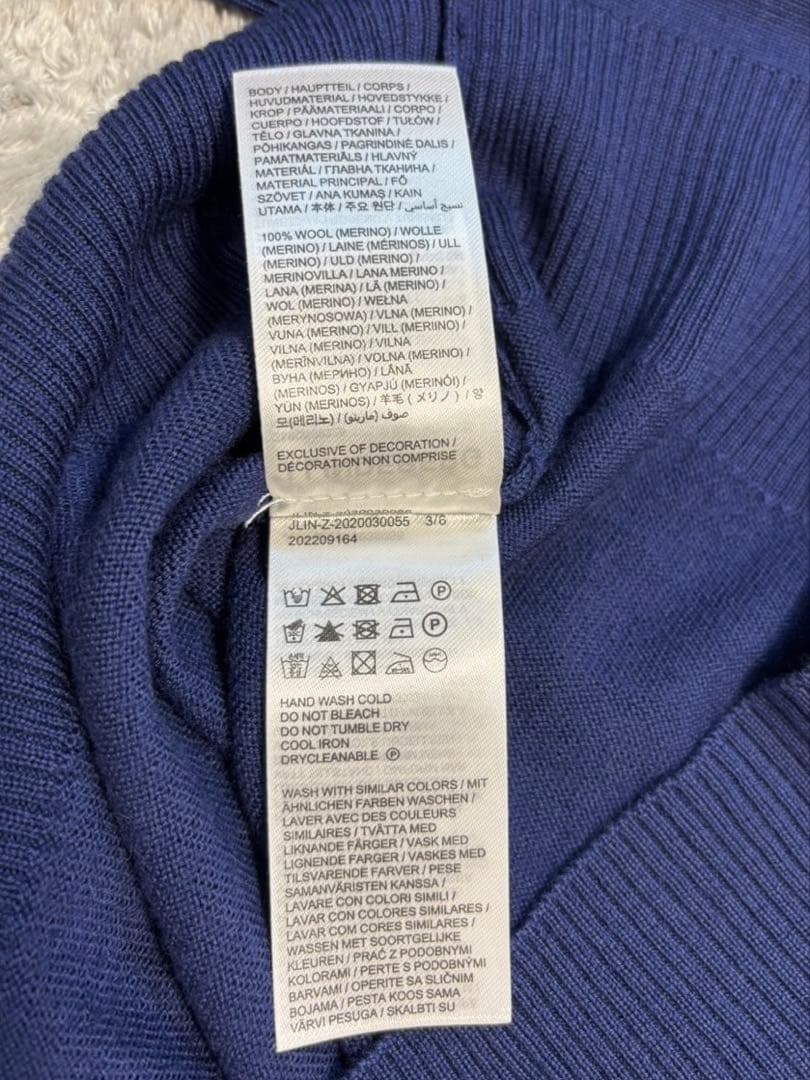 BODY / HAUPTTEIL / CORPS /
HUVUDMATERIAL / HOVEDSTYKKE /
KROP / PÄÄMATERIAALI / CORPO /
CUERPO / HOOFDSTOF / TUŁÓW /
TĚLO / GLAVNA TKANINA /
PÕHIKANGAS / PAGRINDINĖ DALIS /
PAMATMATERIĀLS / HLAVNÝ
MATERIÁL / ГЛАВНА ТКАНИНА /
MATERIAL PRINCIPAL / FŐ
SZÖVET / ANA KUMAŞ / KAIN
UTAMA / 本体 / 주요 원단 / نسيج أساسي
100% WOOL (MERINO) / WOLLE
(MERINO) / LAINE (MÉRINOS) / ULL
(MERINO) / ULD (MERINO) /
MERINOVILLA / LANA MERINO /
LANA (MERINA) / LÃ (MERINO) /
WOL (MERINO) / WEŁNA
(MERYNOSOWA) / VLNA (MERINO) /
VUNA (MERINO) / VILL (MERIINO) /
VILNA (MERINO) / VILNA
(MERĪNVILNA) / VOLNA (MERINO) /
ВУНА (МЕРИНО) / LÂNĂ
(MERINOS) / GYAPJÚ (MERINÓI) /
YÜN (MERINOS) / 羊毛 ( メリノ ) / 양
모(메리노) / صوف (مارينو)
EXCLUSIVE OF DECORATION /
DÉCORATION NON COMPRISE
JLIN-Z-2020030055 3/6
202209164
P
P
HAND WASH COLD
DO NOT BLEACH
DO NOT TUMBLE DRY
COOL IRON
DRYCLEANABLE Ⓟ
WASH WITH SIMILAR COLORS / MIT
ÄHNLICHEN FARBEN WASCHEN /
LAVER AVEC DES COULEURS
SIMILAIRES / TVÄTTA MED
LIKNANDE FÄRGER / VASK MED
LIGNENDE FARGER / VASKES MED
TILSVARENDE FARVER / PESE
SAMANVÄRISTEN KANSSA /
LAVARE CON COLORI SIMILI /
LAVAR CON COLORES SIMILARES /
LAVAR COM CORES SIMILARES /
WASSEN MET SOORTGELIJKE
KLEUREN / PRAĆ Z PODOBNYMI
KOLORAMI / PERTE S PODOBNÝMI
BARVAMI / OPERITE SA SLIČNIM
BOJAMA / PESTA KOOS SAMA
VÄRVI PESUGA / SKALBTI SU